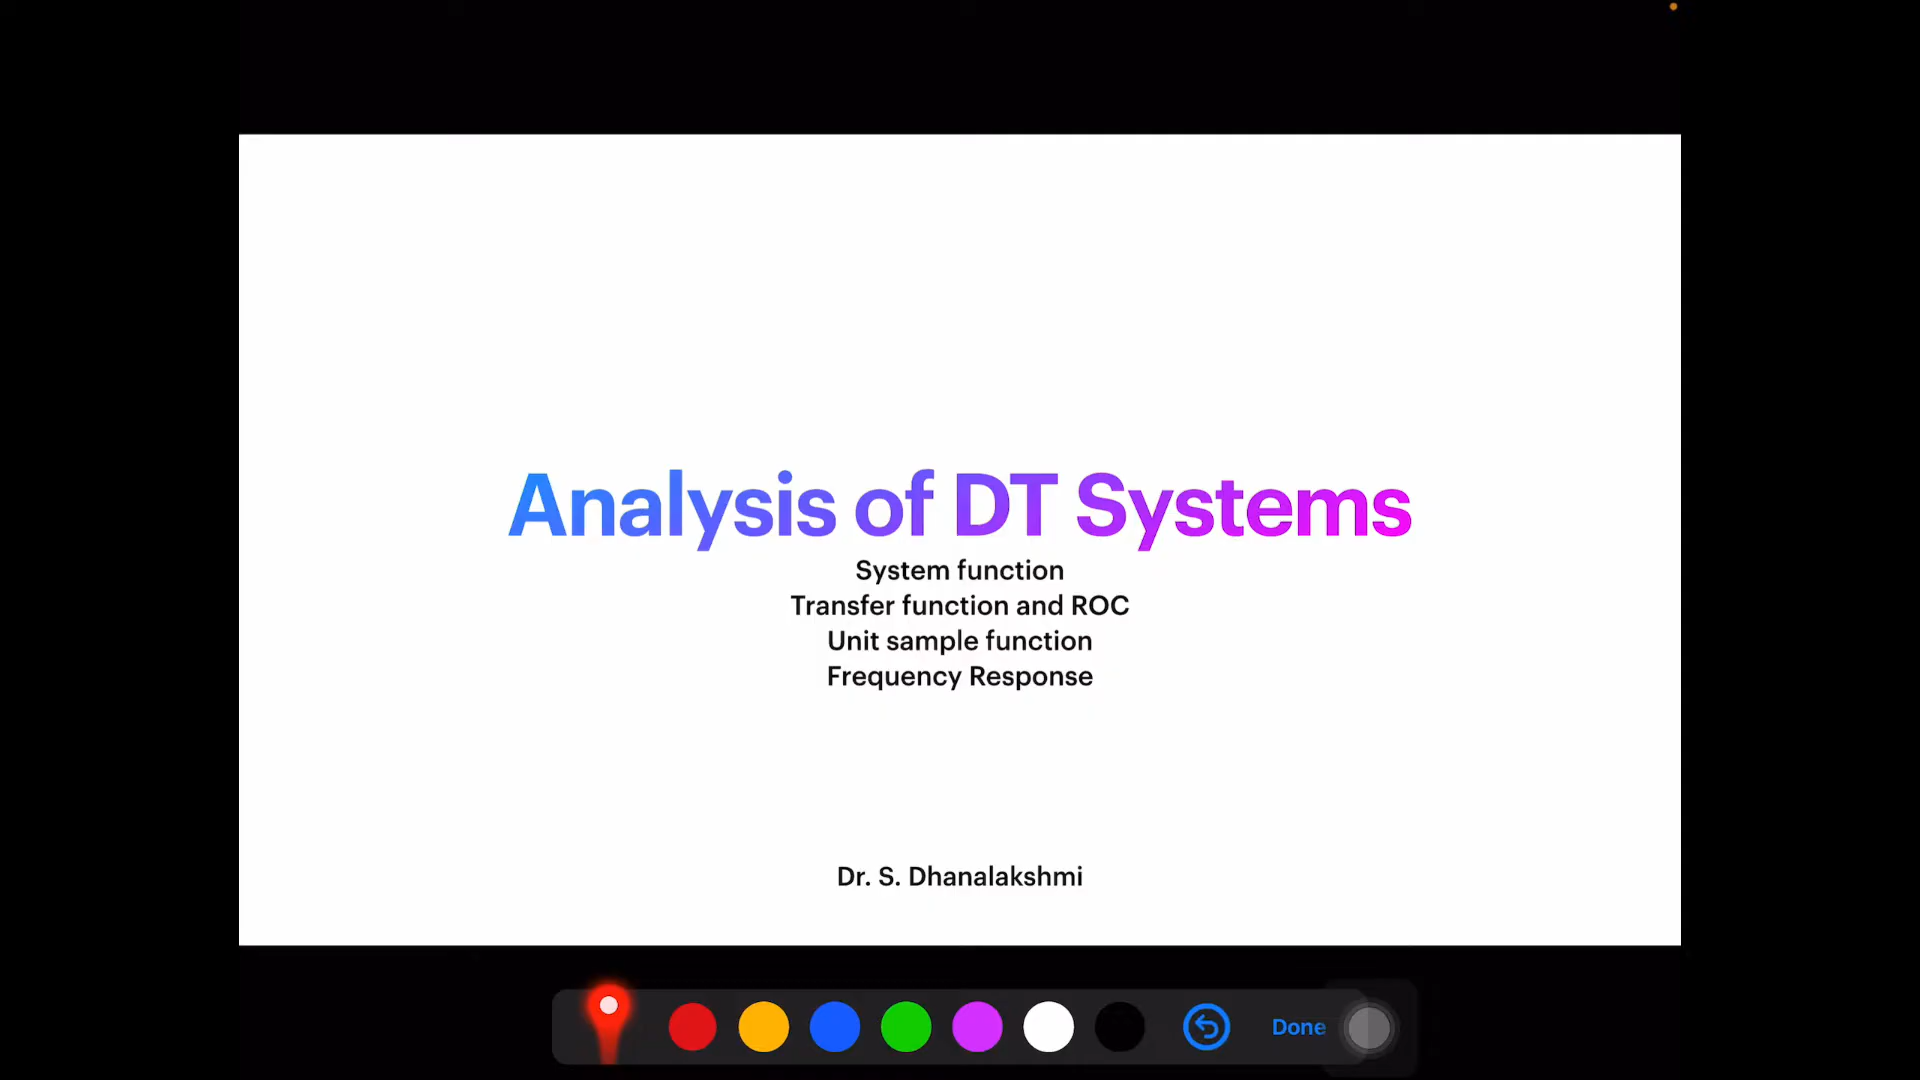 Analysis of DT Systems
System function
Transfer function and ROC
Unit sample function
Frequency Response
Dr. S. Dhanalakshmi
Done